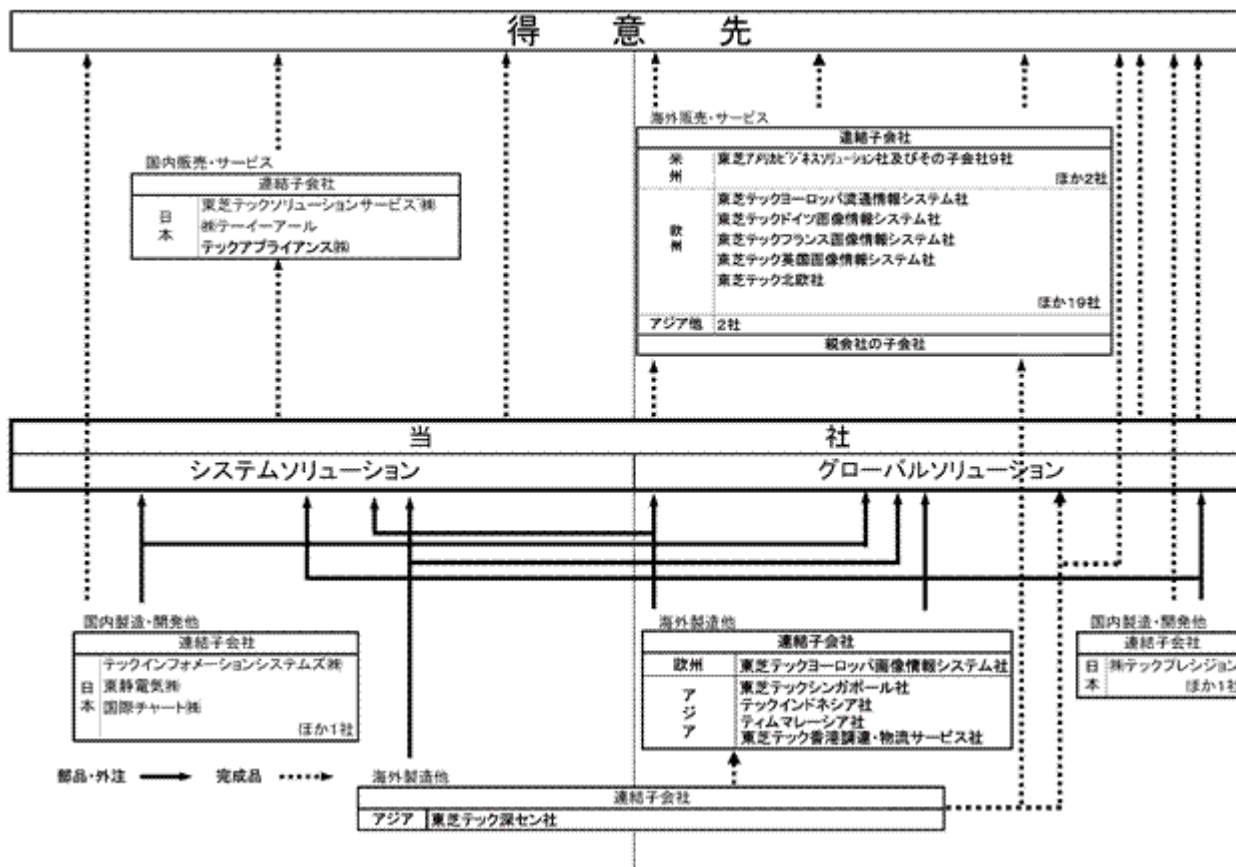 得意先
海外販売・サービス
連結子会社
米州
東芝アメリカビジネスソリューション社及びその子会社9社
ほか2社
欧州
東芝テックヨーロッパ流通情報システム社
東芝テックドイツ画像情報システム社
東芝テックフランス画像情報システム社
東芝テック英国画像情報システム社
東芝テック北欧社
ほか19社
アジア他 2社
親会社の子会社
国内販売・サービス
連結子会社
日本
東芝テックソリューションサービス㈱
㈱テーイーアール
テックアプライアンス㈱
当社
システムソリューション
グローバルソリューション
国内製造・開発他
連結子会社
日本
テックインフォメーションシステムズ㈱
東静電気㈱
国際チャート㈱
ほか1社
海外製造他
連結子会社
欧州 東芝テックヨーロッパ画像情報システム社
アジア
東芝テックシンガポール社
テックインドネシア社
ティムマレーシア社
東芝テック香港調達・物流サービス社
国内製造・開発他
連結子会社
日本
㈱テックプレシジョン
ほか1社
部品・外注
完成品
海外製造他
連結子会社
アジア 東芝テック深セン社